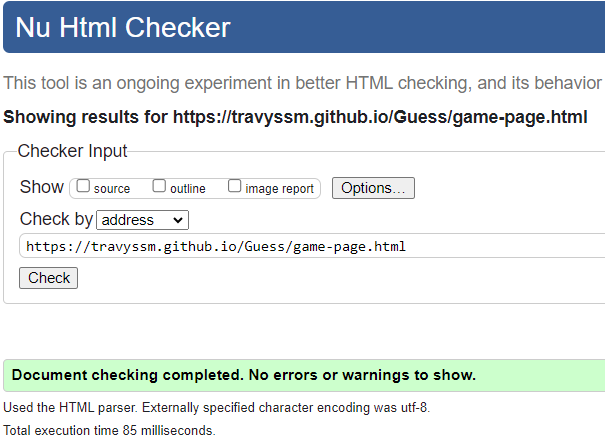 Nu Html Checker
This tool is an ongoing experiment in better HTML checking, and its behavior
Showing results for https://travyssm.github.io/Guess/game-page.html
Checker Input
Show source outline image report Options...
Check by address
https://travyssm.github.io/Guess/game-page.html
Check
Document checking completed. No errors or warnings to show.
Used the HTML parser. Externally specified character encoding was utf-8.
Total execution time 85 milliseconds.